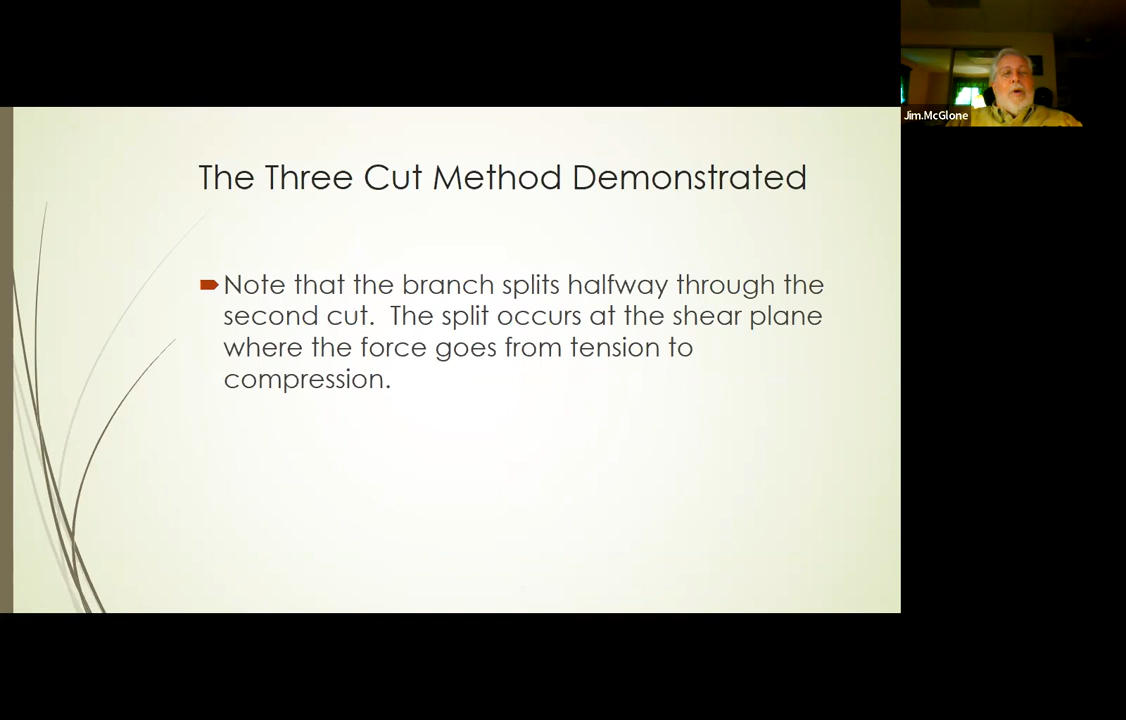 Jim.McGlone
The Three Cut Method Demonstrated
Note that the branch splits halfway through the
second cut.  The split occurs at the shear plane
where the force goes from tension to
compression.